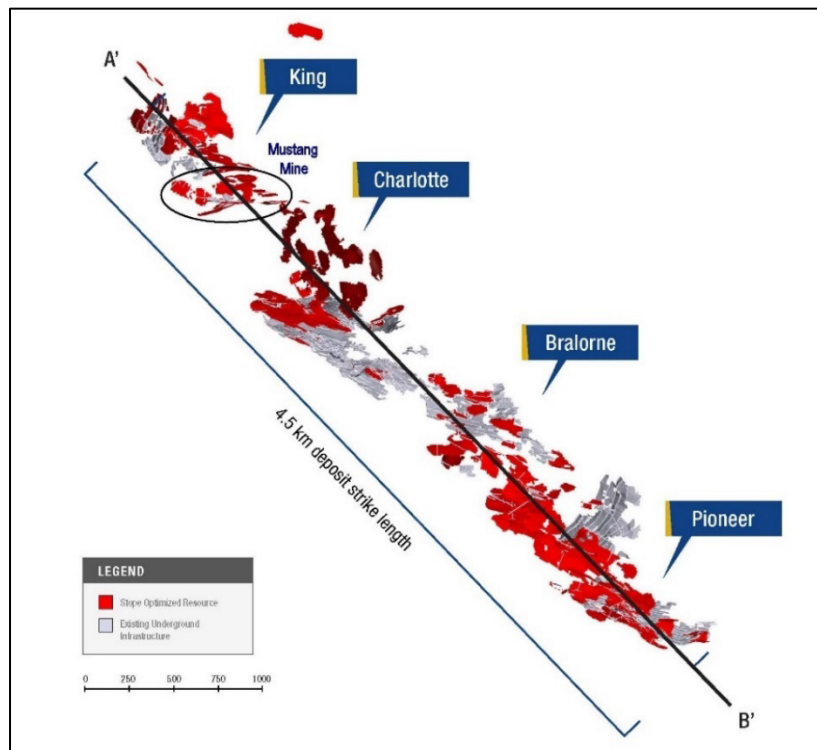 A'
King
Mustang
Mine
Charlotte
Bralorne
4.5 km deposit strike length
Pioneer
LEGEND
Stope Optimized Resource
Existing Underground
Infrastructure
0 250 500 750 1000
B'